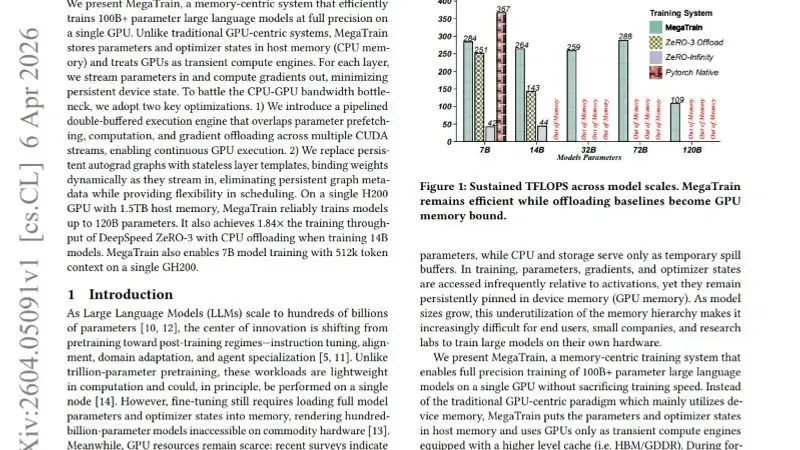 We present MegaTrain, a memory-centric system that efficiently
trains 100B+ parameter large language models at full precision on
a single GPU. Unlike traditional GPU-centric systems, MegaTrain
stores parameters and optimizer states in host memory (CPU mem-
ory) and treats GPUs as transient compute engines. For each layer,
we stream parameters in and compute gradients out, minimizing
persistent device state. To battle the CPU-GPU bandwidth bottle-
neck, we adopt two key optimizations. 1) We introduce a pipelined
double-buffered execution engine that overlaps parameter prefetch-
ing, computation, and gradient offloading across multiple CUDA
streams, enabling continuous GPU execution. 2) We replace persis-
tent autograd graphs with stateless layer templates, binding weights
dynamically as they stream in, eliminating persistent graph meta-
data while providing flexibility in scheduling. On a single H200
GPU with 1.5TB host memory, MegaTrain reliably trains models
up to 120B parameters. It also achieves 1.84× the training through-
put of DeepSpeed ZeRO-3 with CPU offloading when training 14B
models. MegaTrain also enables 7B model training with 512k token
context on a single GH200.
1 Introduction
As Large Language Models (LLMs) scale to hundreds of billions
of parameters [10, 12], the center of innovation is shifting from
pretraining toward post-training regimes—instruction tuning, align-
ment, domain adaptation, and agent specialization [5, 11]. Unlike
trillion-parameter pretraining, these workloads are lightweight
in computation and could, in principle, be performed on a single
node [14]. However, fine-tuning still requires loading full model
parameters and optimizer states into memory, rendering hundred-
billion-parameter models inaccessible on commodity hardware [13].
Meanwhile, GPU resources remain scarce: recent surveys indicate
Xiv:2604.05091v1 [cs.CL] 6 Apr 2026
400
350
300
250
200
150
100
50
0
284
251
42
367
264
143
44
Out of Memory
259
Out of Memory
Out of Memory
Out of Memory
288
Out of Memory
Out of Memory
Out of Memory
109
Out of Memory
Out of Memory
Out of Memory
7B 14B 32B 72B 120B
Models Parameters
Training System
MegaTrain
ZeRO-3 Offload
ZeRO-Infinity
Pytorch Native
Figure 1: Sustained TFLOPS across model scales. MegaTrain
remains efficient while offloading baselines become GPU
memory bound.
parameters, while CPU and storage serve only as temporary spill
buffers. In training, parameters, gradients, and optimizer states
are accessed infrequently relative to activations, yet they remain
persistently pinned in device memory (GPU memory). As model
sizes grow, this underutilization of the memory hierarchy makes it
increasingly difficult for end users, small companies, and research
labs to train large models on their own hardware.
We present MegaTrain, a memory-centric training system that
enables full precision training of 100B+ parameter large language
models on a single GPU without sacrificing training speed. Instead
of the traditional GPU-centric paradigm which mainly utilizes de-
vice memory, MegaTrain puts the parameters and optimizer states
in host memory and uses GPUs only as transient compute engines
equipped with a higher level cache (i.e. HBM/GDDR). During for-